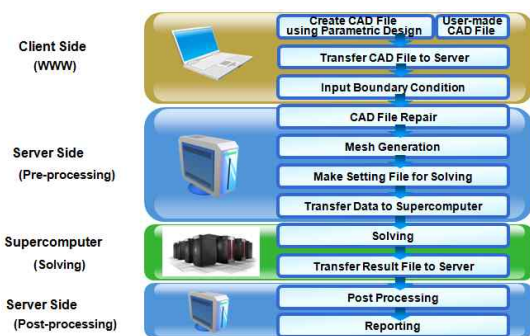 Client Side
(WWW)
Create CAD File
using Parametric Design
User-made
CAD File
Transfer CAD File to Server
Input Boundary Condition
Server Side
(Pre-processing)
CAD File Repair
Mesh Generation
Make Setting File for Solving
Transfer Data to Supercomputer
Supercomputer
(Solving)
Solving
Transfer Result File to Server
Server Side
(Post-processing)
Post Processing
Reporting